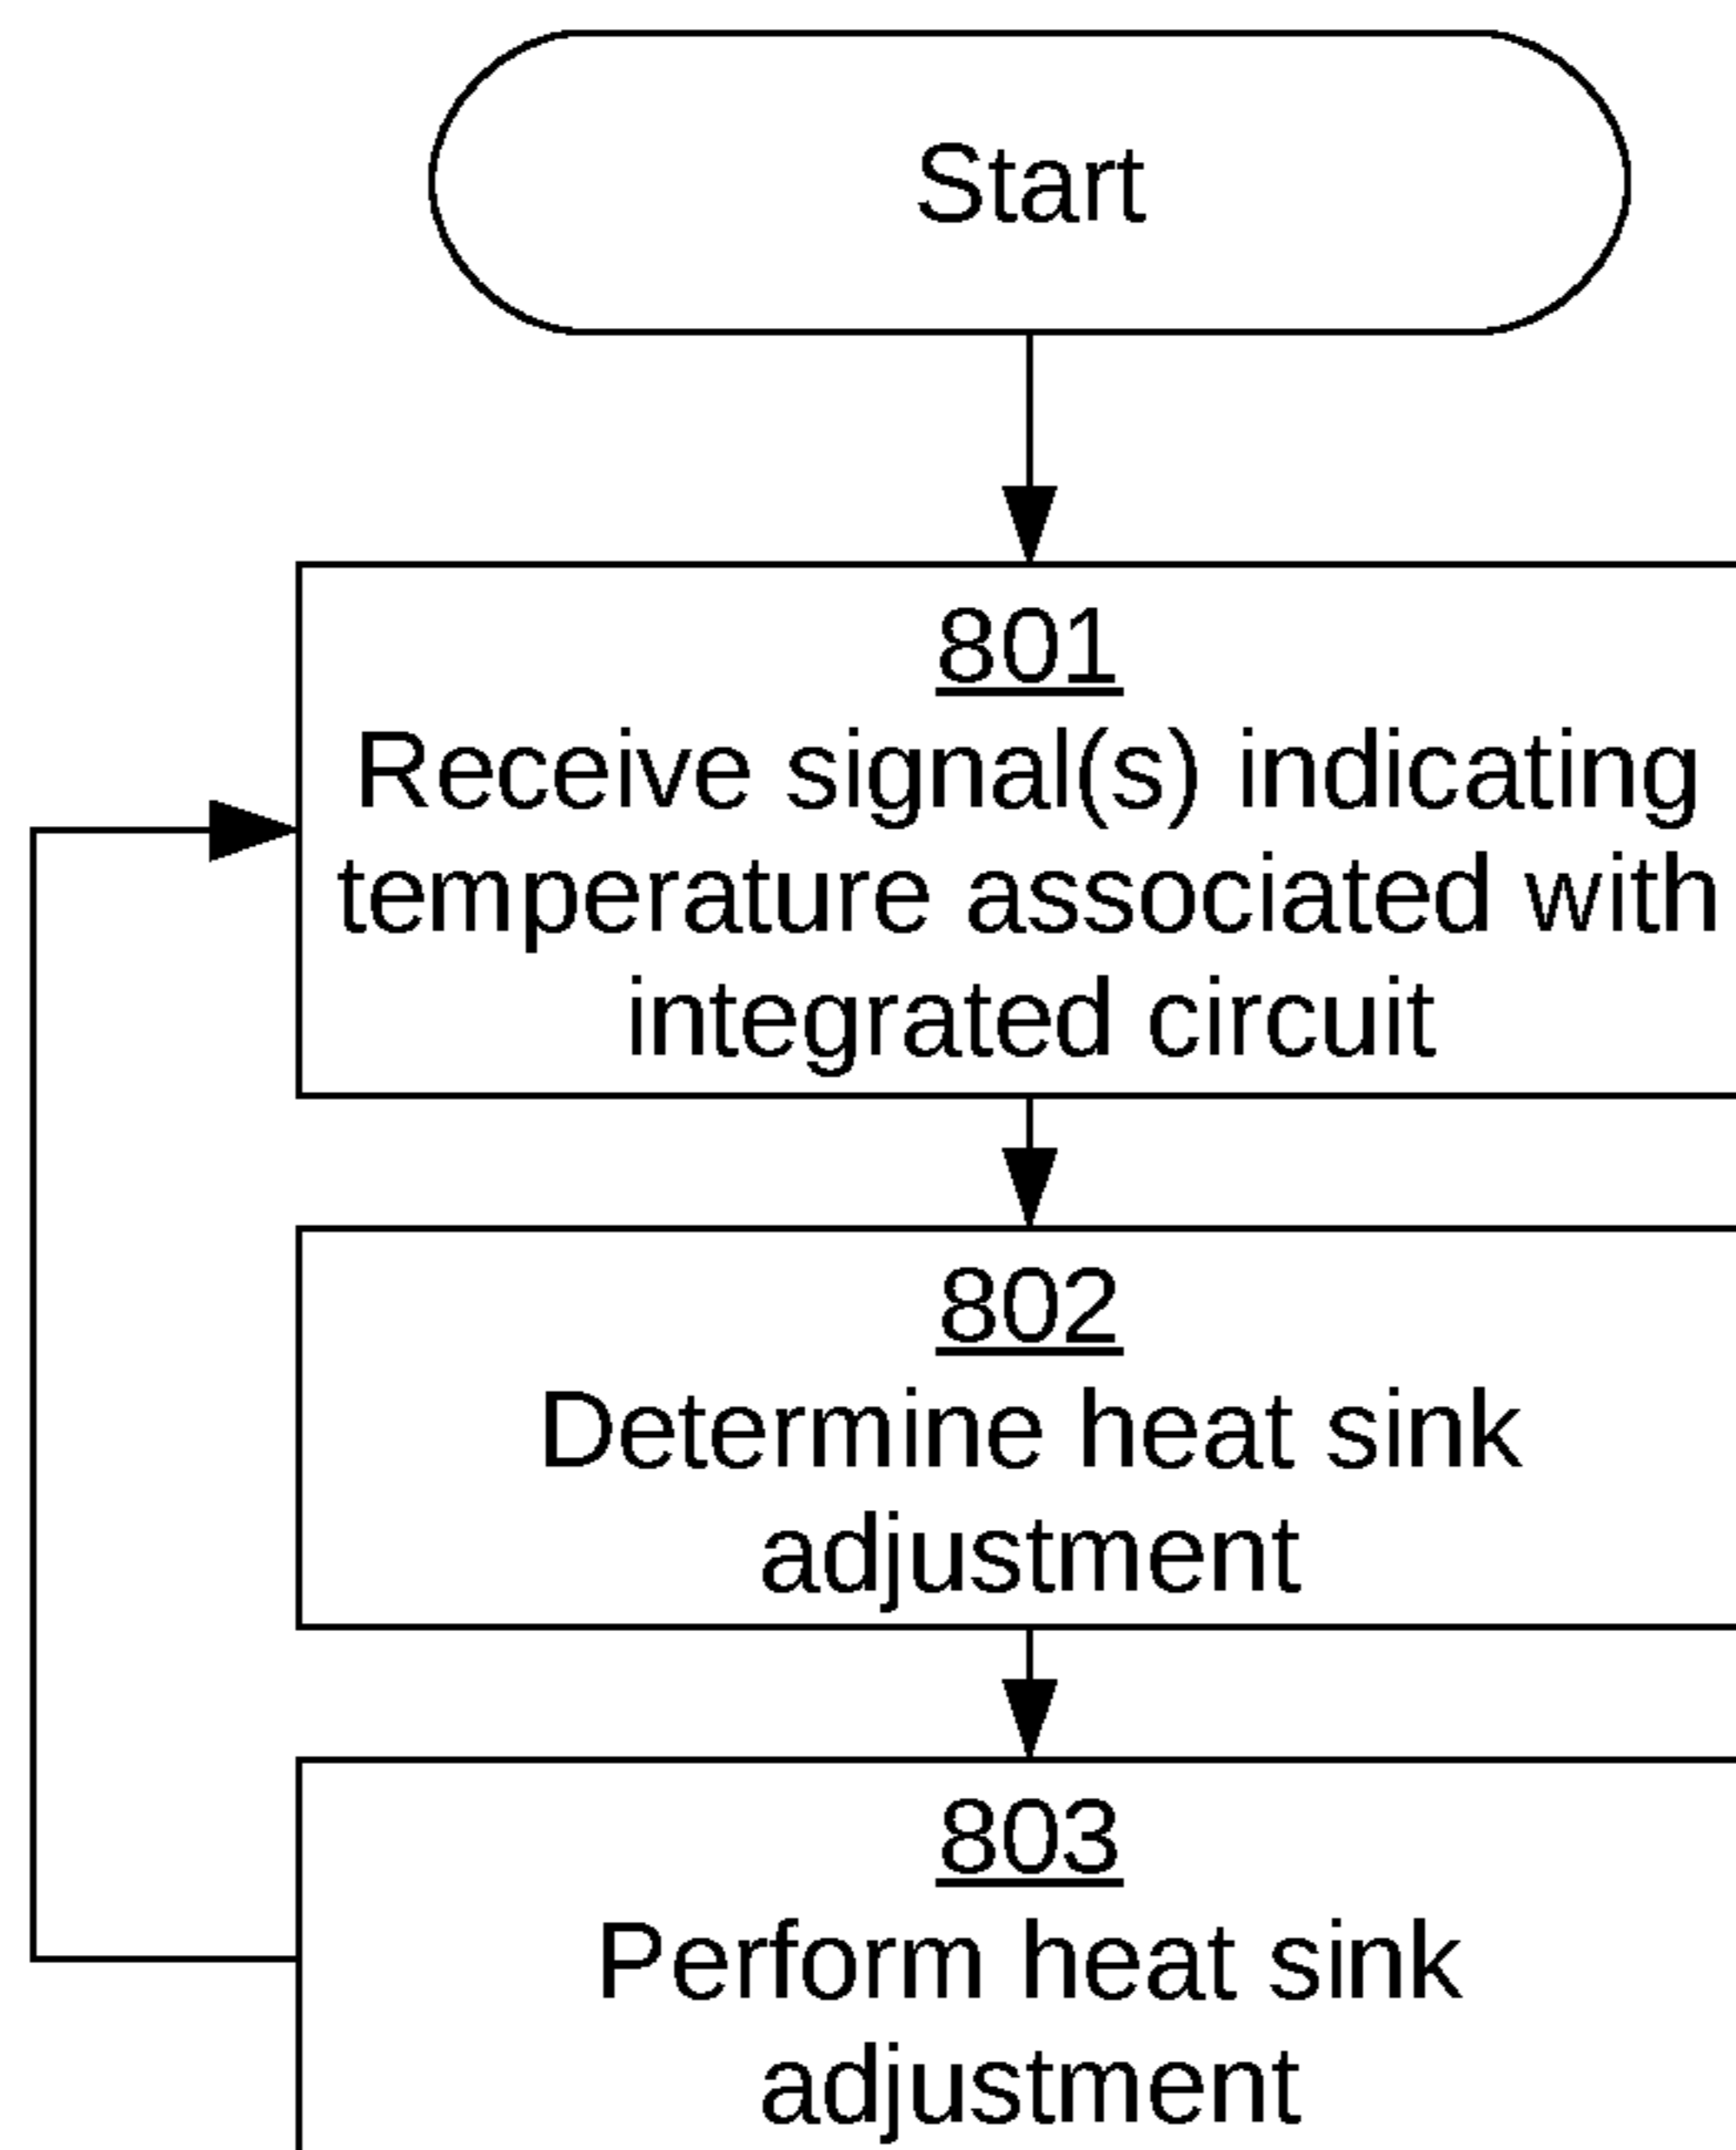 Start
801
Receive signal(s) indicating
temperature associated with
integrated circuit
802
Determine heat sink
adjustment
803
Perform heat sink
adjustment